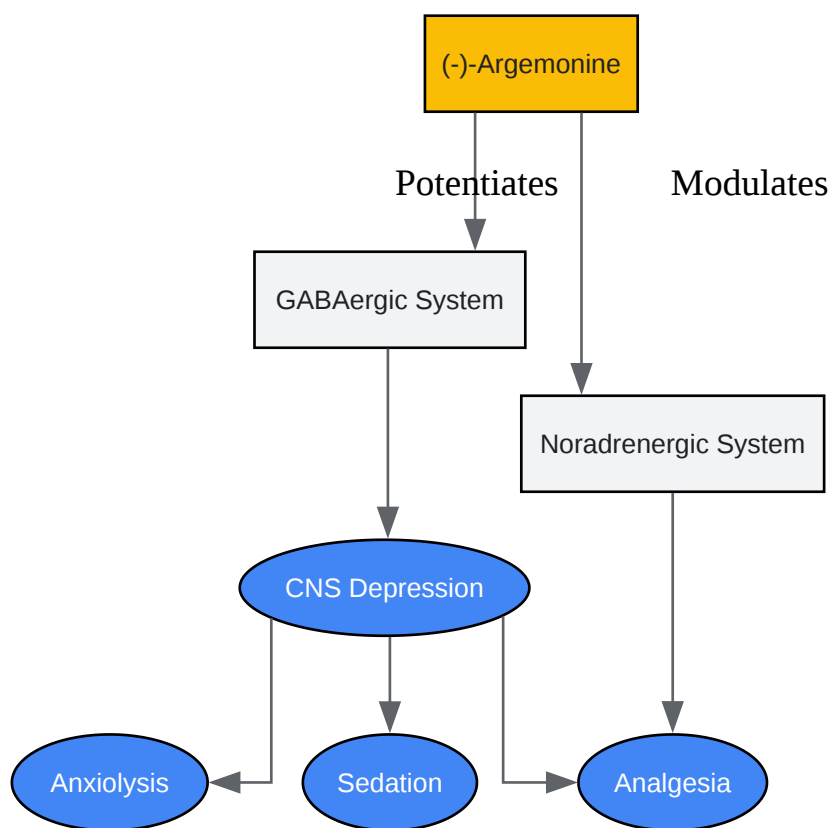 (-)-Argemonine
Potentiates
Modulates
GABAergic System
Noradrenergic System
CNS Depression
Anxiolysis
Sedation
Analgesia